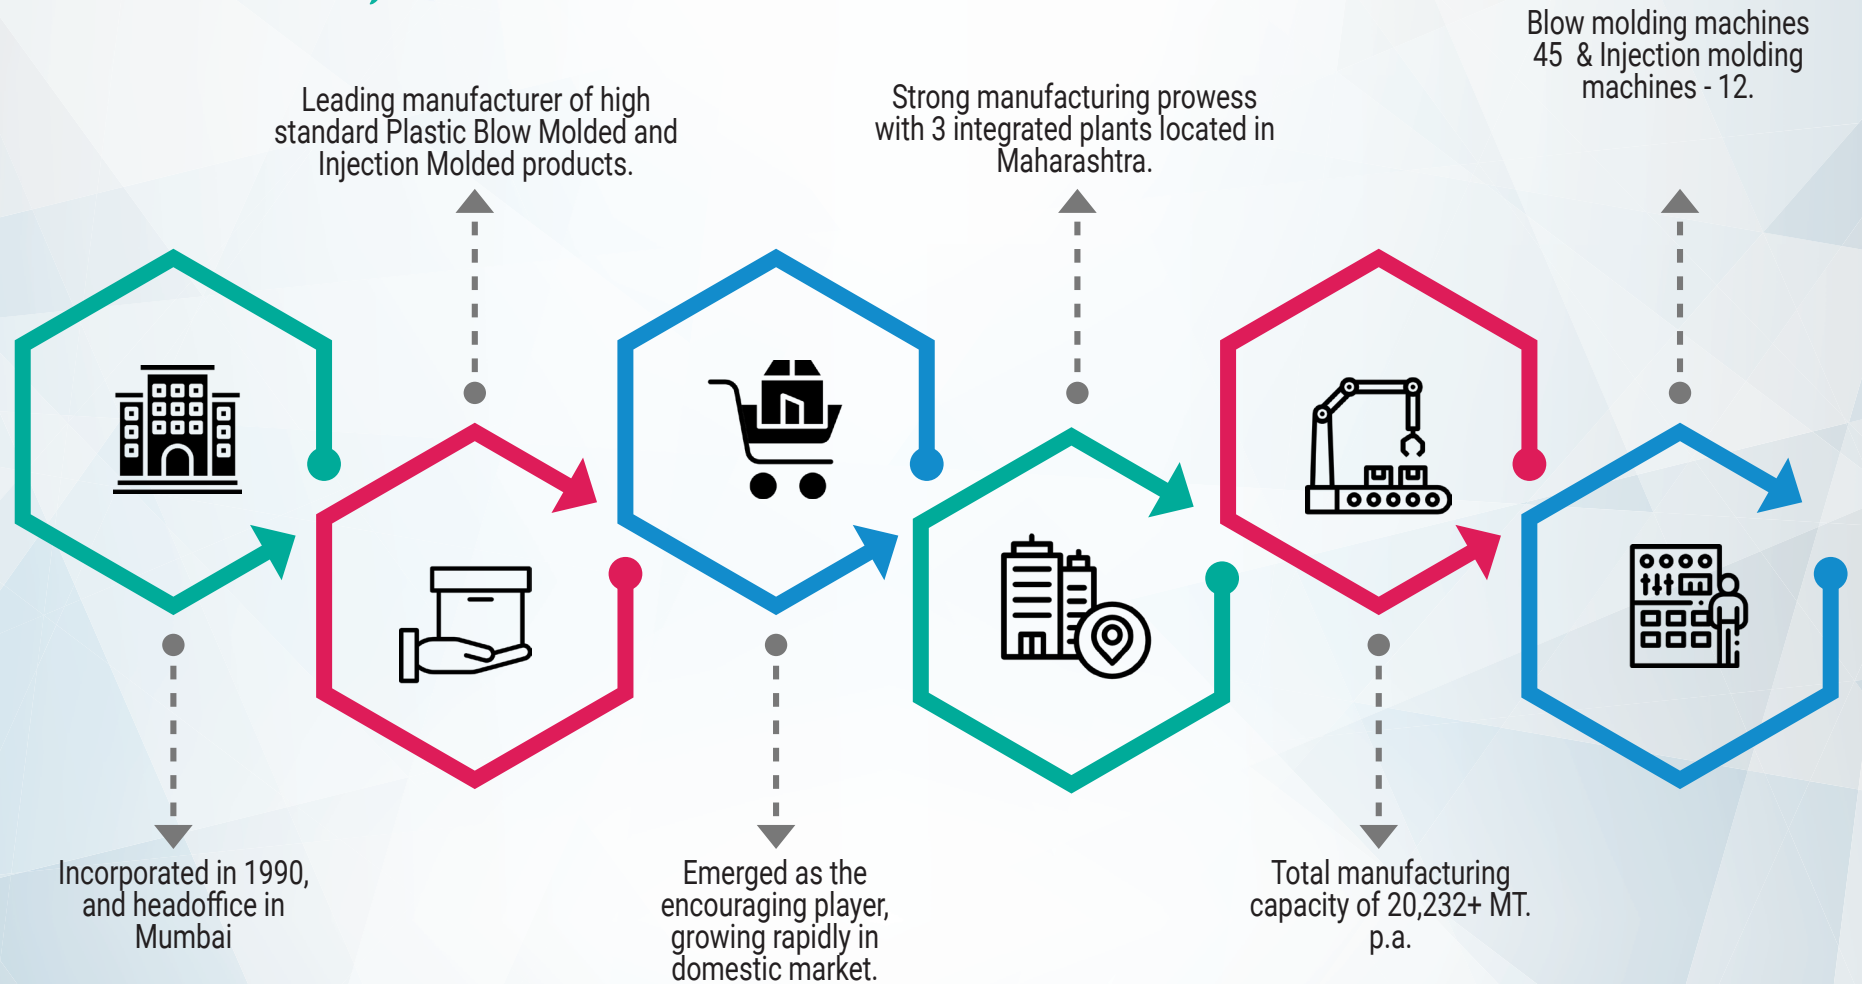 Incorporated in 1990,
and headoffice in
Mumbai
Leading manufacturer of high
standard Plastic Blow Molded and
Injection Molded products.
Emerged as the
encouraging player,
growing rapidly in
domestic market.
Strong manufacturing prowess
with 3 integrated plants located in
Maharashtra.
Total manufacturing
capacity of 20,232+ MT.
p.a.
Blow molding machines
45 & Injection molding
machines - 12.